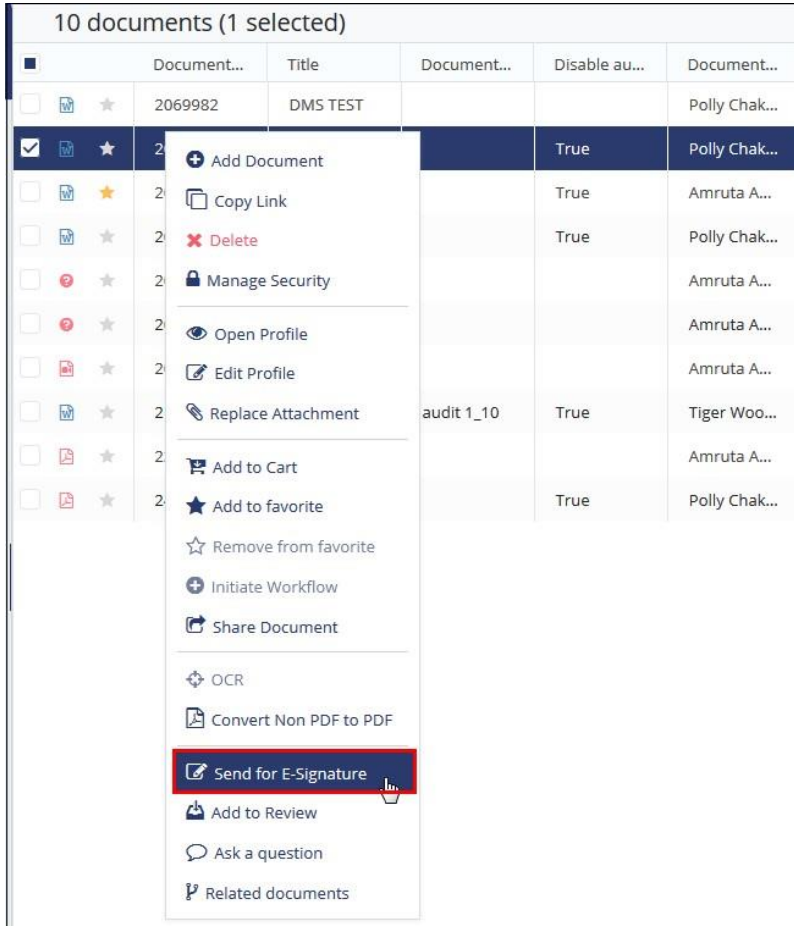 10 documents (1 selected)
Document... Title Document... Disable au... Document...
2069982 DMS TEST Polly Chak...
True Polly Chak...
True Amruta A...
True Polly Chak...
Amruta A...
Amruta A...
Amruta A...
audit 1_10 True Tiger Woo...
Amruta A...
True Polly Chak...
Add Document
Copy Link
Delete
Manage Security
Open Profile
Edit Profile
Replace Attachment
Add to Cart
Add to favorite
Remove from favorite
Initiate Workflow
Share Document
OCR
Convert Non PDF to PDF
Send for E-Signature
Add to Review
Ask a question
Related documents